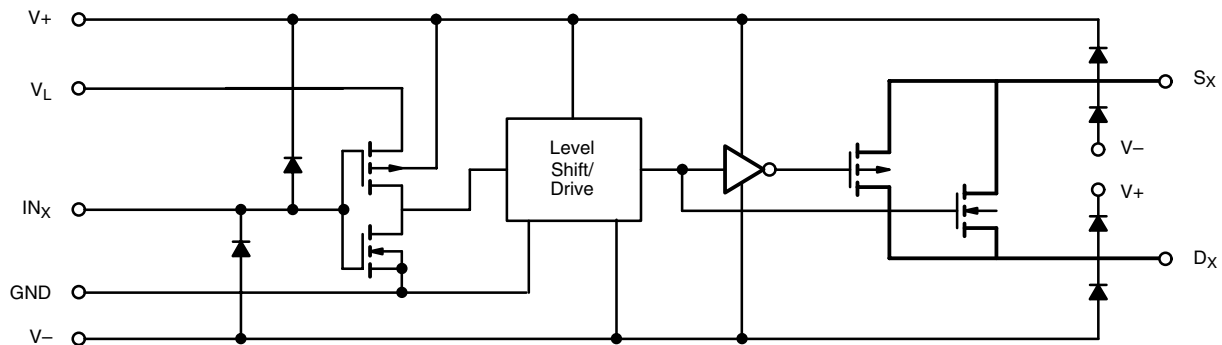 V+
VL
INX
GND
V−
Level
Shift/
Drive
SX
V−
V+
DX